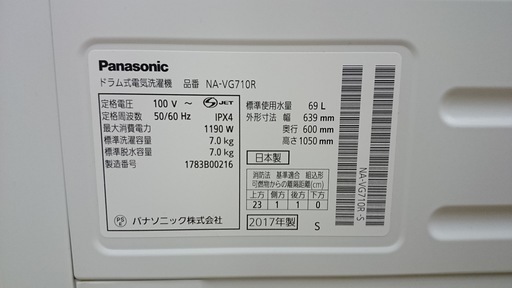 Panasonic
ドラム式電気洗濯機 品番 NA-VG710R
定格電圧 100 V ～ S JET
定格周波数 50/60 Hz IPX4
最大消費電力 1190 W
標準洗濯容量 7.0 kg
標準脱水容量 7.0 kg
製造番号 1783B00216
PS E パナソニック株式会社
標準使用水量 69 L
外形寸法 幅 639 mm
奥行 600 mm
高さ 1050 mm
日本製
消防法 基準適合 組込形
可燃物からの離隔距離(cm)
上方 側方 後方 下方
23 1 1 0
2017年製 S
NA-VG710R-S